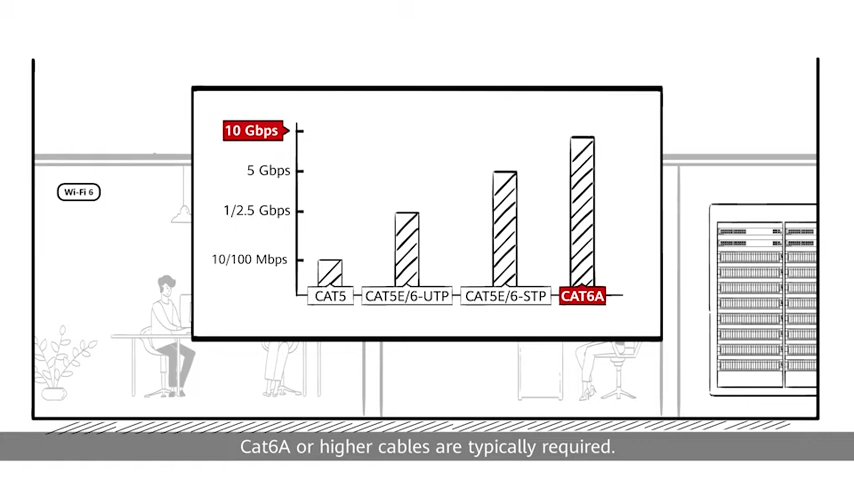 10 Gbps
5 Gbps
1/2.5 Gbps
10/100 Mbps
CAT5 CAT5E/6-UTP CAT5E/6-STP CAT6A
Wi-Fi 6
Cat6A or higher cables are typically required.